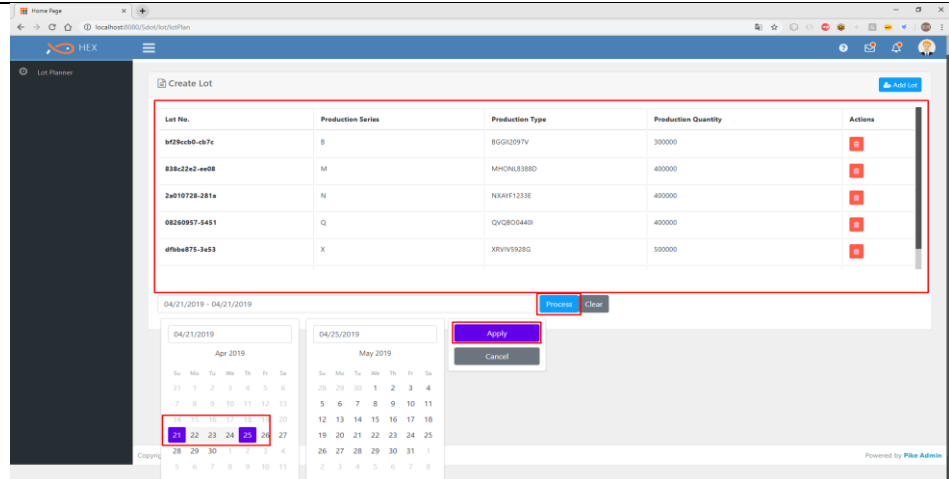 Home Page
localhost:8080/Sdot/lot/lotPlan
HEX
Lot Planner
Create Lot
Add Lot
Lot No. Production Series Production Type Production Quantity Actions
bf29ccb0-cb7c B BGGII2097V 300000
838c22e2-ee08 M MHONL8388D 400000
2a010728-281a N NXAYF1233E 400000
08260957-5451 Q QVQBO0440I 400000
dfbbe875-3e53 X XRVIV5928G 500000
04/21/2019 - 04/21/2019 Process Clear
04/21/2019 04/25/2019 Apply
Apr 2019 May 2019 Cancel
Su Mo Tu We Th Fr Sa Su Mo Tu We Th Fr Sa
31 1 2 3 4 5 6 28 29 30 1 2 3 4
7 8 9 10 11 12 13 5 6 7 8 9 10 11
14 15 16 17 18 19 20 12 13 14 15 16 17 18
21 22 23 24 25 26 27 19 20 21 22 23 24 25
28 29 30 1 2 3 4 26 27 28 29 30 31 1
5 6 7 8 9 10 11 2 3 4 5 6 7 8
Powered by Pike Admin